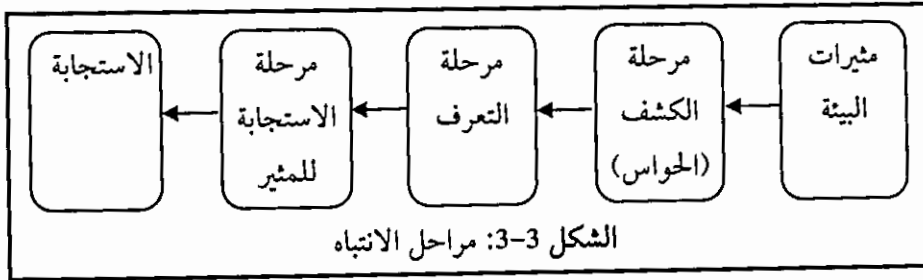 مثيرات
البيئة
مرحلة
الكشف
(الحواس)
مرحلة
التعرف
مرحلة
الاستجابة
للمثير
الاستجابة
الشكل 3-3: مراحل الانتباه